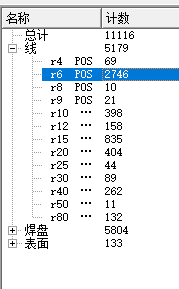 名称 计数
总计 11116
线 5179
r4 POS 69
r6 POS 2746
r8 POS 10
r9 POS 21
r10 ... 398
r12 ... 158
r15 ... 835
r20 ... 404
r25 ... 44
r30 ... 89
r40 ... 262
r50 ... 11
r80 ... 132
焊盘 5804
表面 133